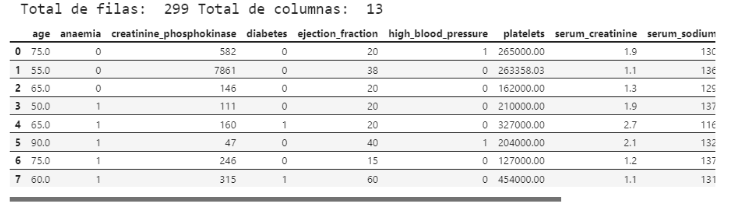 Total de filas:  299 Total de columnas:  13
age anaemia creatinine_phosphokinase diabetes ejection_fraction high_blood_pressure platelets serum_creatinine serum_sodium
0 75.0 0 582 0 20 1 265000.00 1.9 130
1 55.0 0 7861 0 38 0 263358.03 1.1 136
2 65.0 0 146 0 20 0 162000.00 1.3 129
3 50.0 1 111 0 20 0 210000.00 1.9 137
4 65.0 1 160 1 20 0 327000.00 2.7 116
5 90.0 1 47 0 40 1 204000.00 2.1 132
6 75.0 1 246 0 15 0 127000.00 1.2 137
7 60.0 1 315 1 60 0 454000.00 1.1 131